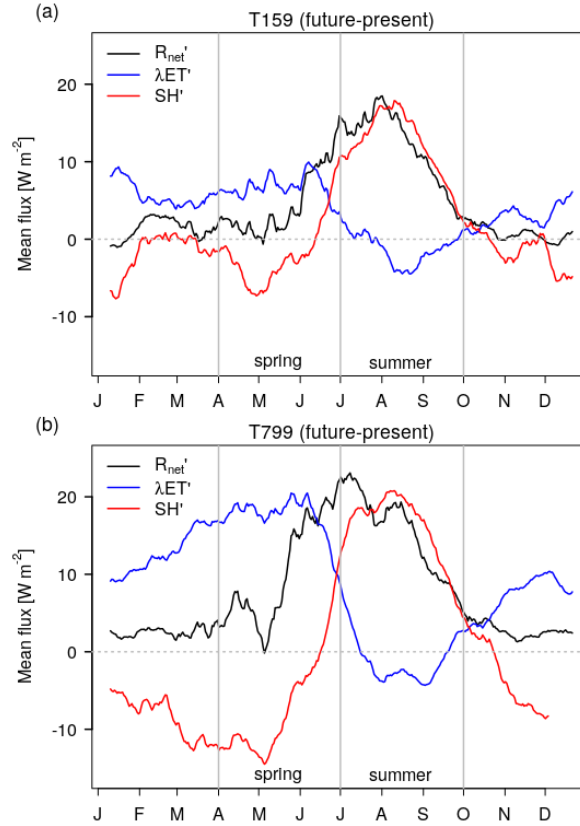 (a)
T159 (future-present)
Rnet'
λET'
SH'
Mean flux [W m-2]
20
10
0
-10
spring summer
J F M A M J J A S O N D
(b)
T799 (future-present)
Rnet'
λET'
SH'
Mean flux [W m-2]
20
10
0
-10
spring summer
J F M A M J J A S O N D